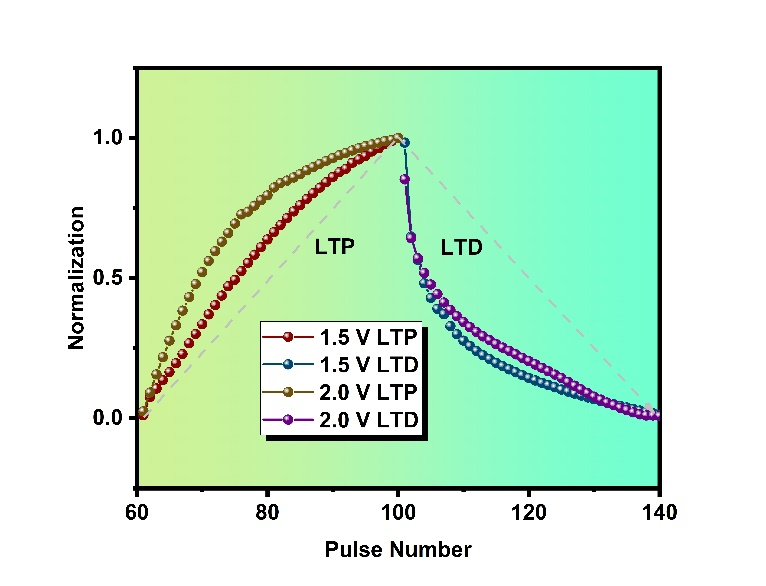 1.0
0.5
0.0
Normalization
LTP
LTD
1.5 V LTP
1.5 V LTD
2.0 V LTP
2.0 V LTD
60 80 100 120 140
Pulse Number